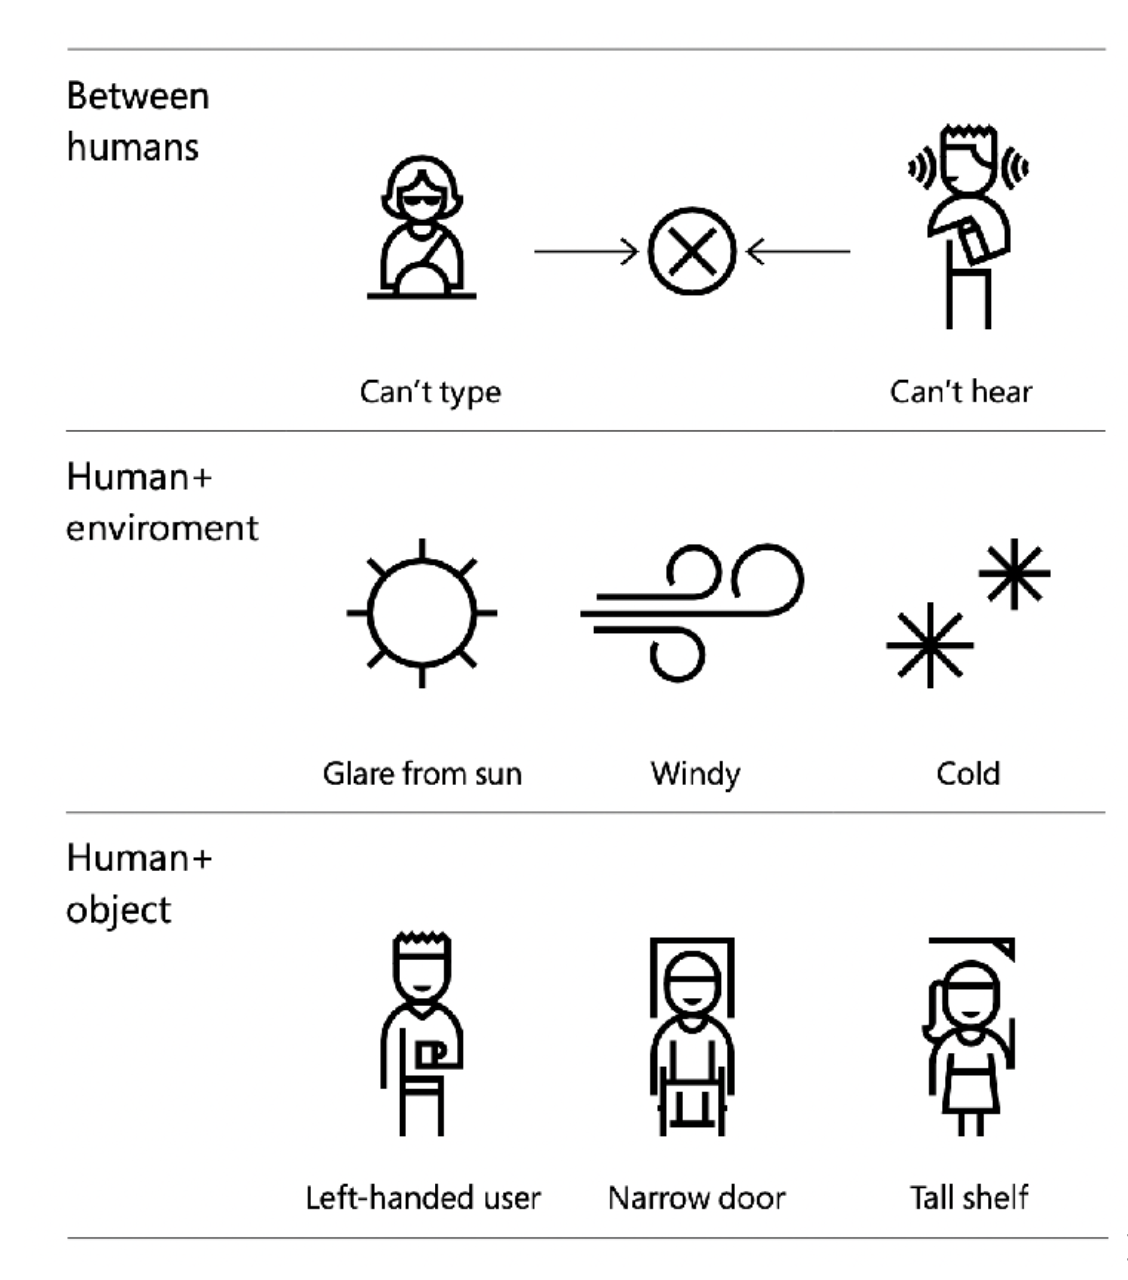 Between
humans
Can't type
Can't hear
Human+
enviroment
Glare from sun
Windy
Cold
Human+
object
Left-handed user
Narrow door
Tall shelf